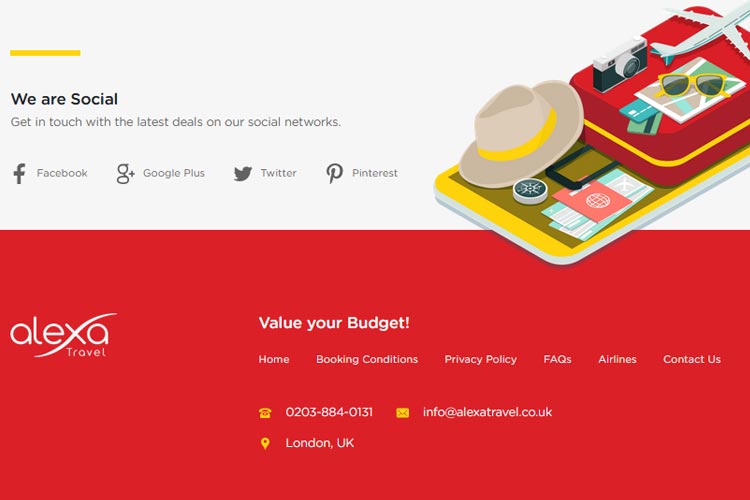 We are Social
Get in touch with the latest deals on our social networks.
Facebook Google Plus Twitter Pinterest
alexa
Travel
Value your Budget!
Home Booking Conditions Privacy Policy FAQs Airlines Contact Us
0203-884-0131 info@alexatravel.co.uk
London, UK